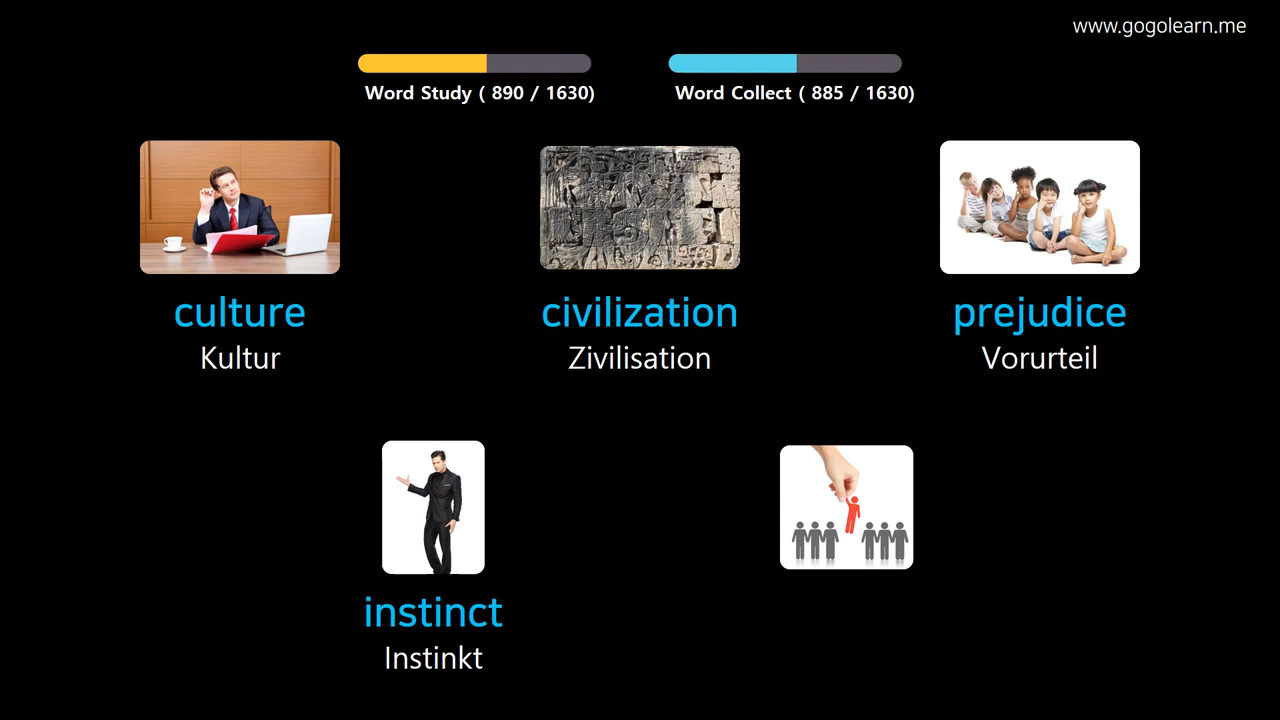 www.gogolearn.me
Word Study ( 890 / 1630)
Word Collect ( 885 / 1630)
culture
Kultur
civilization
Zivilisation
prejudice
Vorurteil
instinct
Instinkt